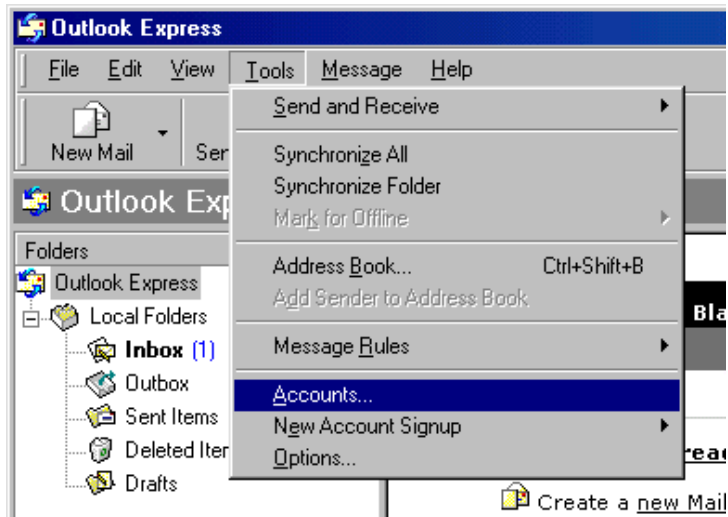 Outlook Express
File Edit View Tools Message Help
New Mail
Send and Receive
Synchronize All
Synchronize Folder
Mark for Offline
Address Book... Ctrl+Shift+B
Add Sender to Address Book
Message Rules
Accounts...
New Account Signup
Options...
Outlook
Folders
Outlook Express
Local Folders
Inbox (1)
Outbox
Sent Items
Deleted
Drafts
Create a new Mail